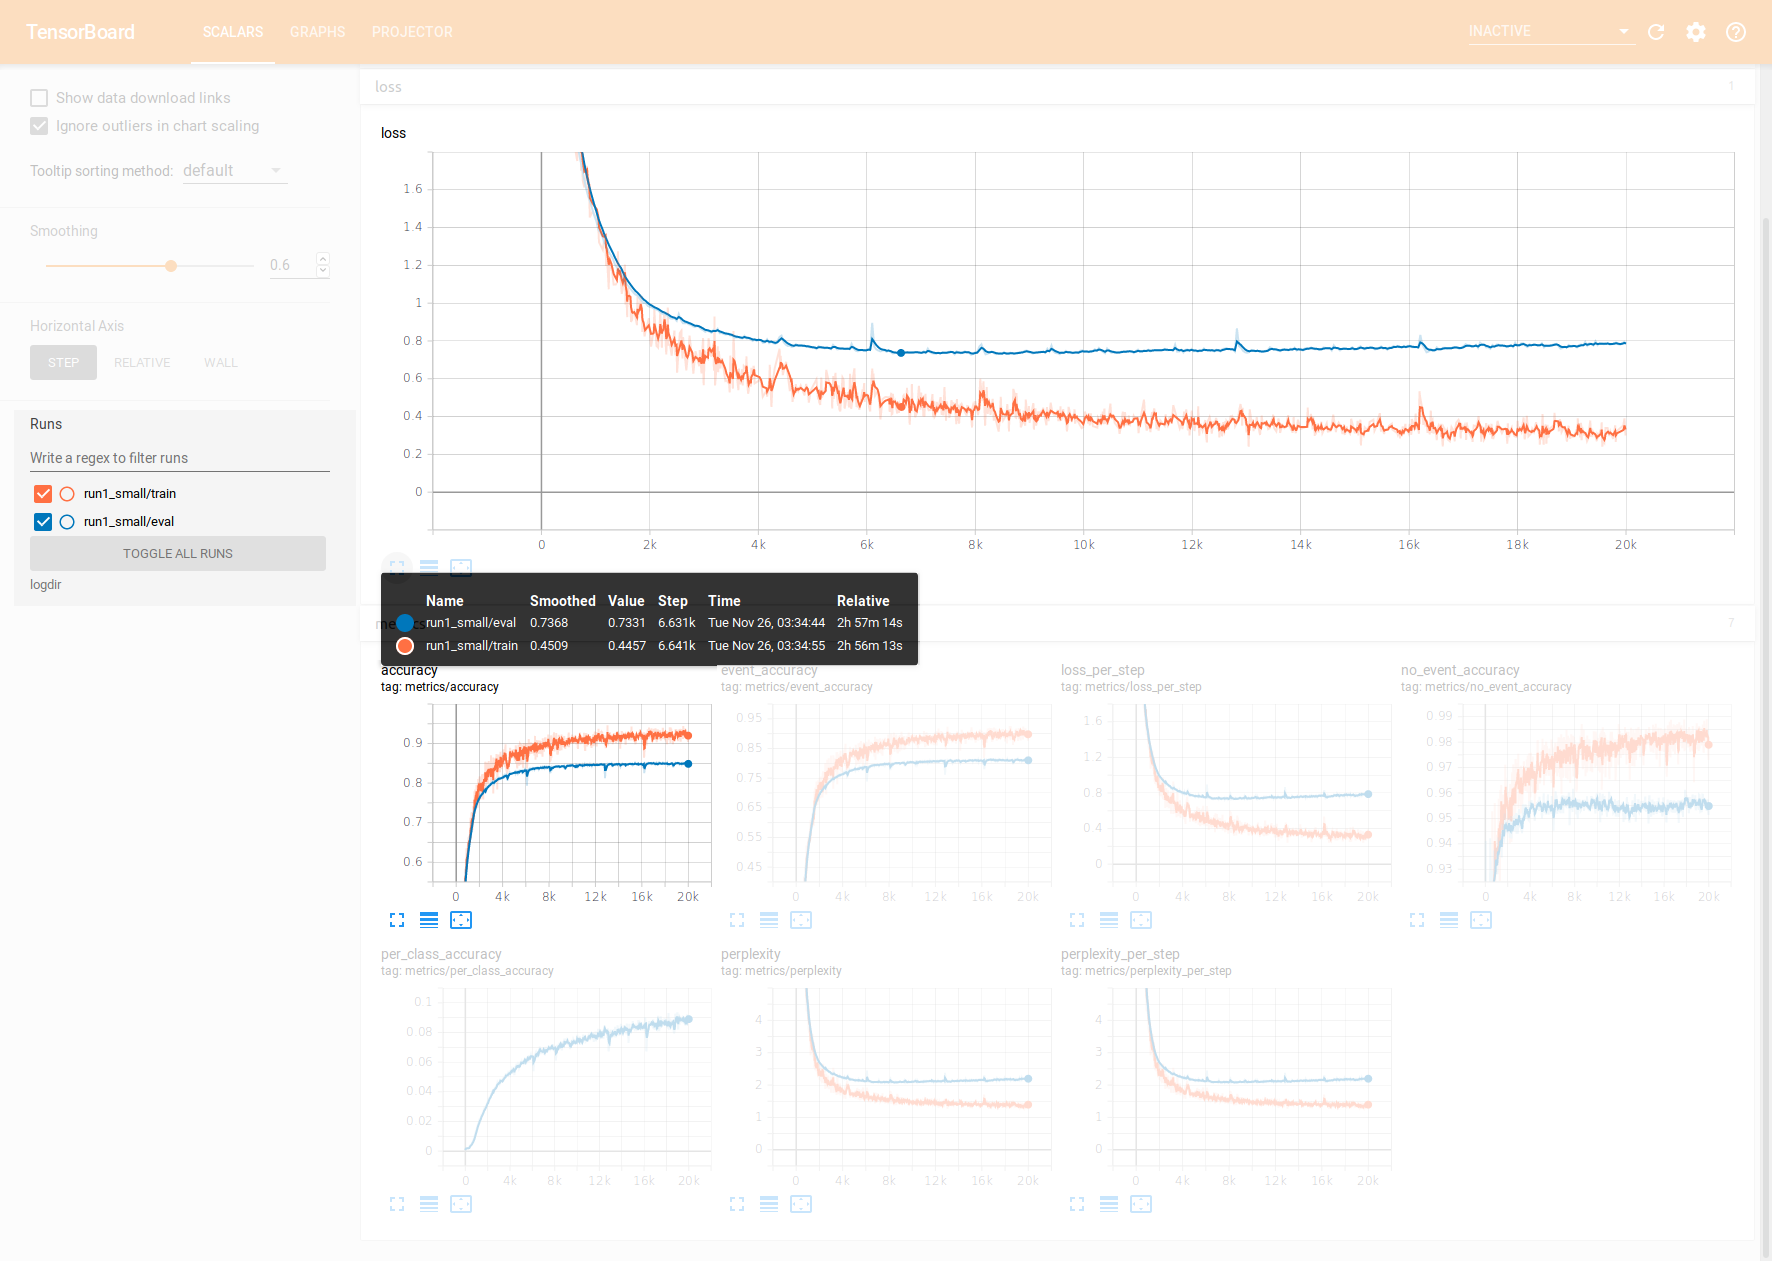 TensorBoard SCALARS GRAPHS PROJECTOR INACTIVE
Show data download links
Ignore outliers in chart scaling
Tooltip sorting method: default
Smoothing
0.6
Horizontal Axis
STEP RELATIVE WALL
Runs
Write a regex to filter runs
run1_small/train
run1_small/eval
TOGGLE ALL RUNS
logdir
loss 1
loss
1.6
1.4
1.2
1
0.8
0.6
0.4
0.2
0
0 2k 4k 6k 8k 10k 12k 14k 16k 18k 20k
Name Smoothed Value Step Time Relative
run1_small/eval 0.7368 0.7331 6.631k Tue Nov 26, 03:34:44 2h 57m 14s
run1_small/train 0.4509 0.4457 6.641k Tue Nov 26, 03:34:55 2h 56m 13s
7
accuracy
tag: metrics/accuracy
0.9
0.8
0.7
0.6
0 4k 8k 12k 16k 20k
event_accuracy
tag: metrics/event_accuracy
0.95
0.85
0.75
0.65
0.55
0.45
0 4k 8k 12k 16k 20k
loss_per_step
tag: metrics/loss_per_step
1.6
1.2
0.8
0.4
0
0 4k 8k 12k 16k 20k
no_event_accuracy
tag: metrics/no_event_accuracy
0.99
0.98
0.97
0.96
0.95
0.94
0.93
0 4k 8k 12k 16k 20k
per_class_accuracy
tag: metrics/per_class_accuracy
0.1
0.08
0.06
0.04
0.02
0
0 4k 8k 12k 16k 20k
perplexity
tag: metrics/perplexity
4
3
2
1
0
0 4k 8k 12k 16k 20k
perplexity_per_step
tag: metrics/perplexity_per_step
4
3
2
1
0
0 4k 8k 12k 16k 20k